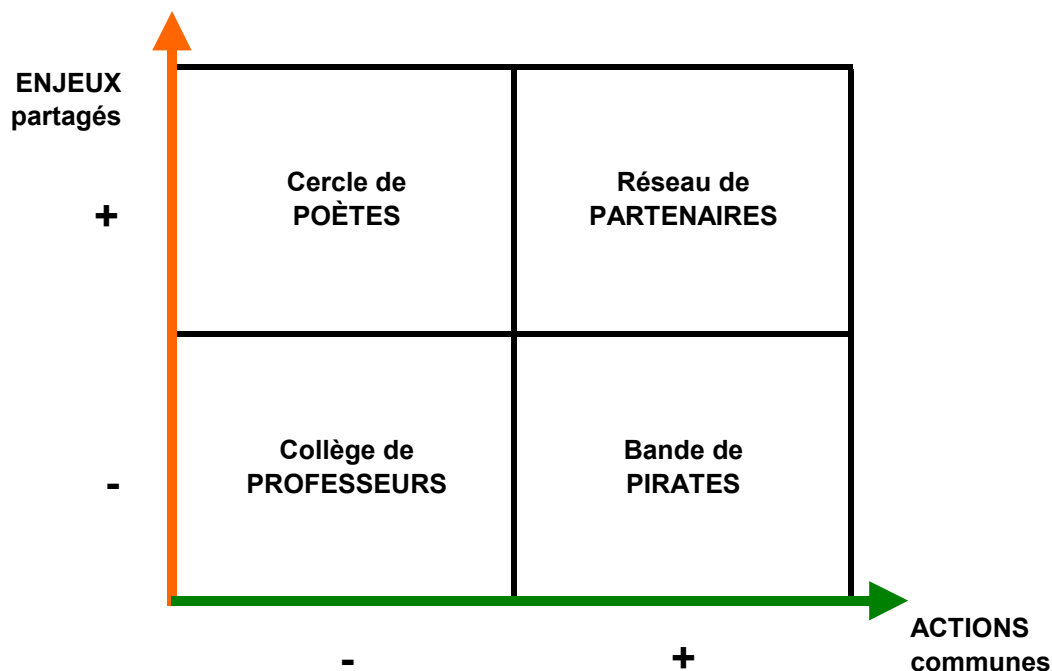 ENJEUX
partagés
+
Cercle de
POÈTES
Réseau de
PARTENAIRES
-
Collège de
PROFESSEURS
Bande de
PIRATES
-
+
ACTIONS
communes